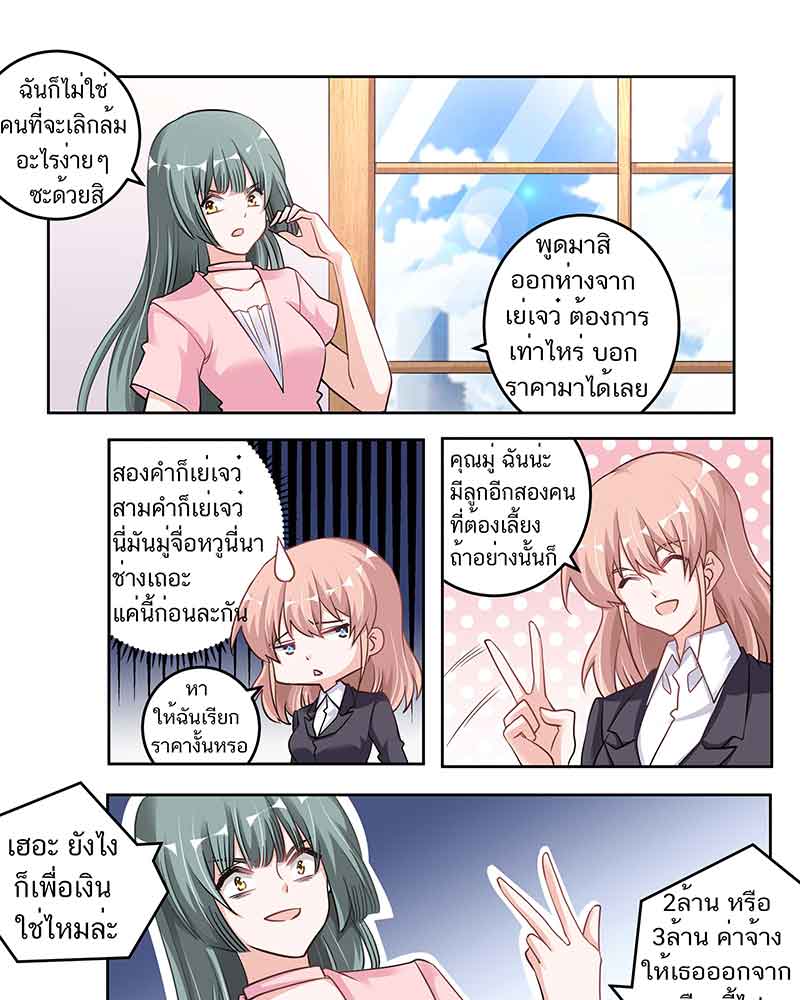 ฉันก็ไม่ใช่
คนที่จะเลิกล้ม
อะไรง่ายๆ
ซะด้วยสิ
พูดมาสิ
ออกห่างจาก
เย่เจว๋ ต้องการ
เท่าไหร่ บอก
ราคามาได้เลย
สองคำก็เย่เจว๋
สามคำก็เย่เจว๋
นี่มันมู่จื่อหวูนี่นา
ช่างเถอะ
แค่นี้ก่อนละกัน
หา
ให้ฉันเรียก
ราคางั้นหรอ
คุณมู่ ฉันน่ะ
มีลูกอีกสองคน
ที่ต้องเลี้ยง
ถ้าอย่างนั้นก็
เฮอะ ยังไง
ก็เพื่อเงิน
ใช่ไหมล่ะ
2ล้าน หรือ
3ล้าน ค่าจ้าง
ให้เธอออกจาก